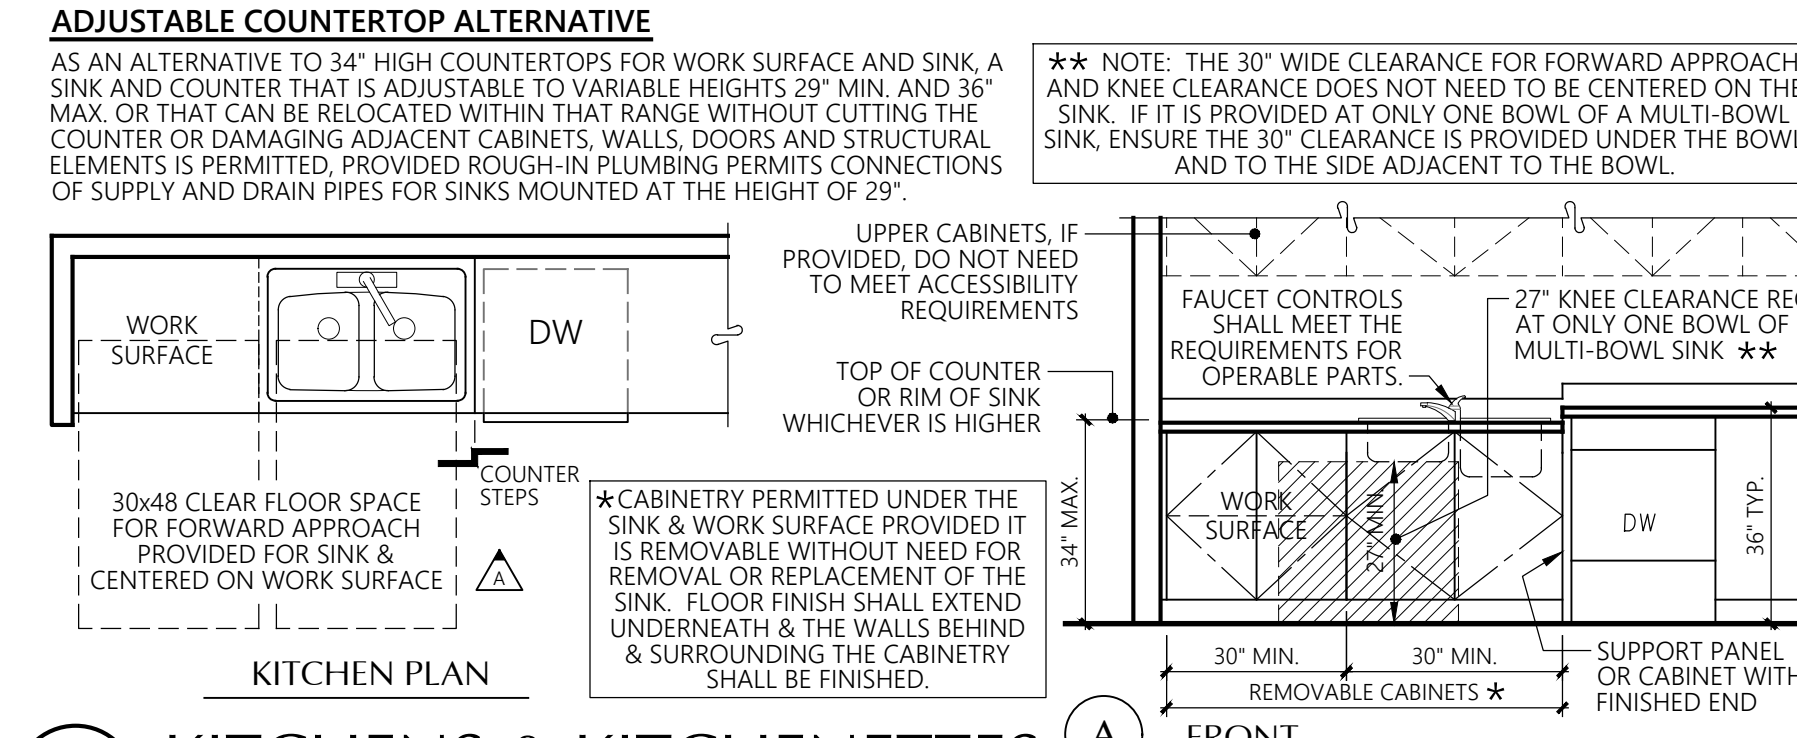 ADJUSTABLE COUNTERTOP ALTERNATIVE
AS AN ALTERNATIVE TO 34" HIGH COUNTERTOPS FOR WORK SURFACE AND SINK, A
SINK AND COUNTER THAT IS ADJUSTABLE TO VARIABLE HEIGHTS 29" MIN. AND 36"
MAX. OR THAT CAN BE RELOCATED WITHIN THAT RANGE WITHOUT CUTTING THE
COUNTER OR DAMAGING ADJACENT CABINETS, WALLS, DOORS AND STRUCTURAL
ELEMENTS IS PERMITTED, PROVIDED ROUGH-IN PLUMBING PERMITS CONNECTIONS
OF SUPPLY AND DRAIN PIPES FOR SINKS MOUNTED AT THE HEIGHT OF 29".
** NOTE: THE 30" WIDE CLEARANCE FOR FORWARD APPROACH
AND KNEE CLEARANCE DOES NOT NEED TO BE CENTERED ON THE
SINK. IF IT IS PROVIDED AT ONLY ONE BOWL OF A MULTI-BOWL
SINK, ENSURE THE 30" CLEARANCE IS PROVIDED UNDER THE BOWL
AND TO THE SIDE ADJACENT TO THE BOWL.
WORK
SURFACE
DW
30x48 CLEAR FLOOR SPACE
FOR FORWARD APPROACH
PROVIDED FOR SINK &
CENTERED ON WORK SURFACE
COUNTER
STEPS
A
KITCHEN PLAN
UPPER CABINETS, IF
PROVIDED, DO NOT NEED
TO MEET ACCESSIBILITY
REQUIREMENTS
TOP OF COUNTER
OR RIM OF SINK
WHICHEVER IS HIGHER
*CABINETRY PERMITTED UNDER THE
SINK & WORK SURFACE PROVIDED IT
IS REMOVABLE WITHOUT NEED FOR
REMOVAL OR REPLACEMENT OF THE
SINK. FLOOR FINISH SHALL EXTEND
UNDERNEATH & THE WALLS BEHIND
& SURROUNDING THE CABINETRY
SHALL BE FINISHED.
FAUCET CONTROLS
SHALL MEET THE
REQUIREMENTS FOR
OPERABLE PARTS.
27" KNEE CLEARANCE
AT ONLY ONE BOWL OF
MULTI-BOWL SINK **
34" MAX.
WORK
SURFACE
27" MIN
DW
36" TYP.
30" MIN.
30" MIN.
REMOVABLE CABINETS *
SUPPORT PANEL
OR CABINET WITH
FINISHED END
KITCHENS & KITCHENETTES
A
FRONT